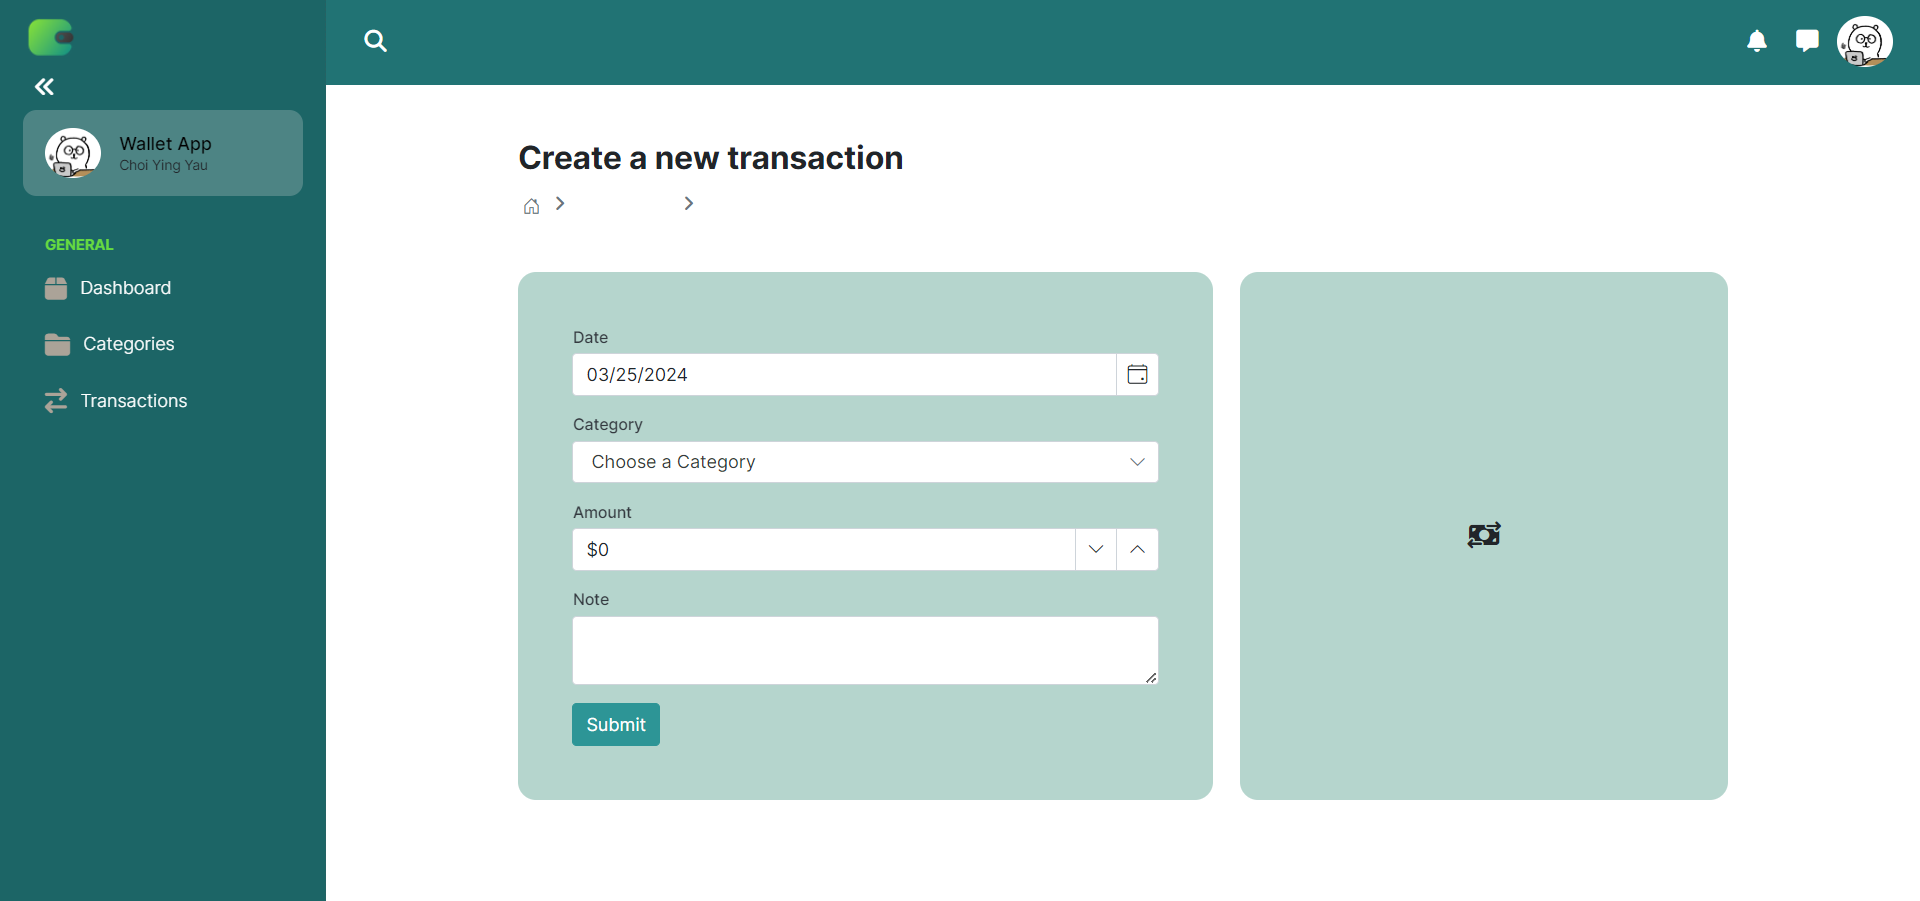 Wallet App
Choi Ying Yau
GENERAL
Dashboard
Categories
Transactions
Create a new transaction
Date
03/25/2024
Category
Choose a Category
Amount
$0
Note
Submit